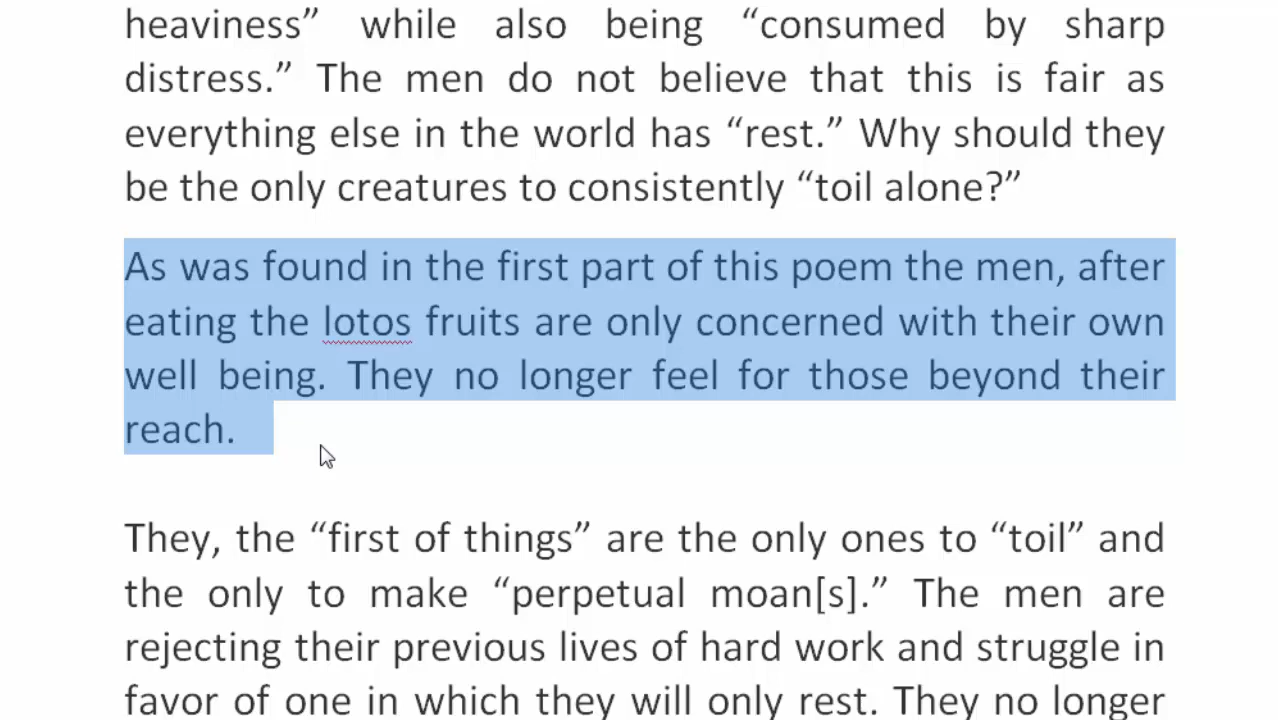 heaviness” while also being “consumed by sharp
distress.” The men do not believe that this is fair as
everything else in the world has “rest.” Why should they
be the only creatures to consistently “toil alone?”
As was found in the first part of this poem the men, after
eating the lotos fruits are only concerned with their own
well being. They no longer feel for those beyond their
reach.
They, the “first of things” are the only ones to “toil” and
the only to make “perpetual moan[s].” The men are
rejecting their previous lives of hard work and struggle in
favor of one in which they will only rest. They no longer